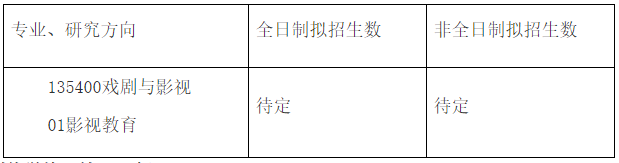 专业、研究方向 全日制拟招生数 非全日制拟招生数
135400戏剧与影视
01影视教育
待定 待定